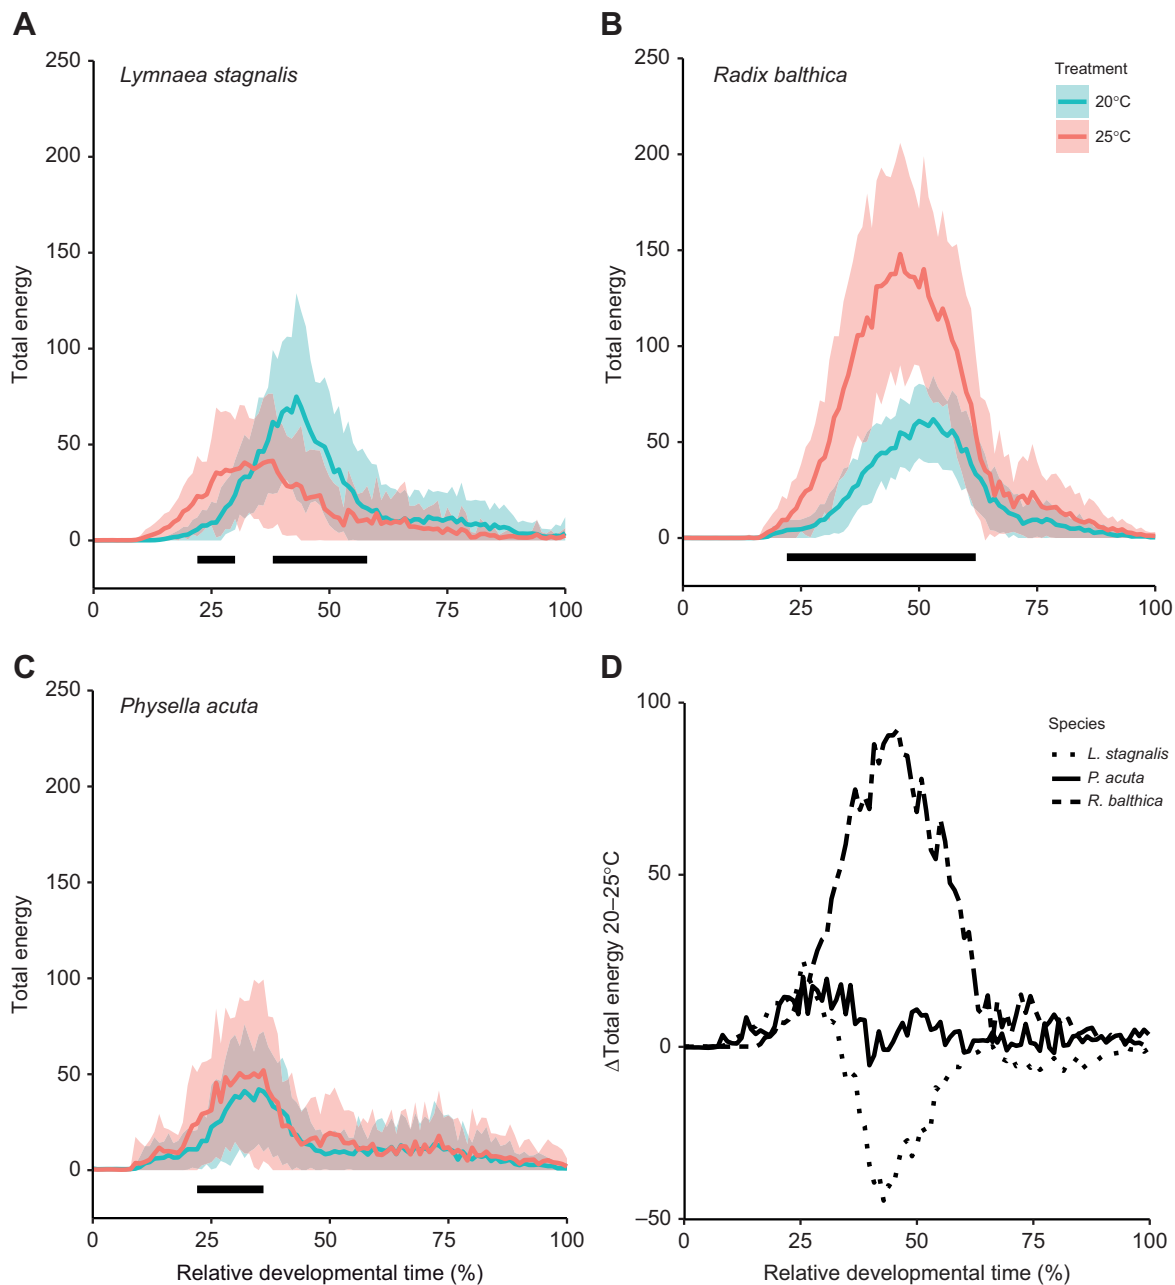 A
B
250
200
150
100
50
0
Total energy
Lymnaea stagnalis
0
25
50
75
100
250
200
150
100
50
0
Total energy
Radix balthica
Treatment
20°C
25°C
0
25
50
75
100
C
D
250
200
150
100
50
0
Total energy
Physella acuta
0
25
50
75
100
Relative developmental time (%)
100
50
0
–50
ΔTotal energy 20–25°C
Species
L. stagnalis
P. acuta
R. balthica
0
25
50
75
100
Relative developmental time (%)